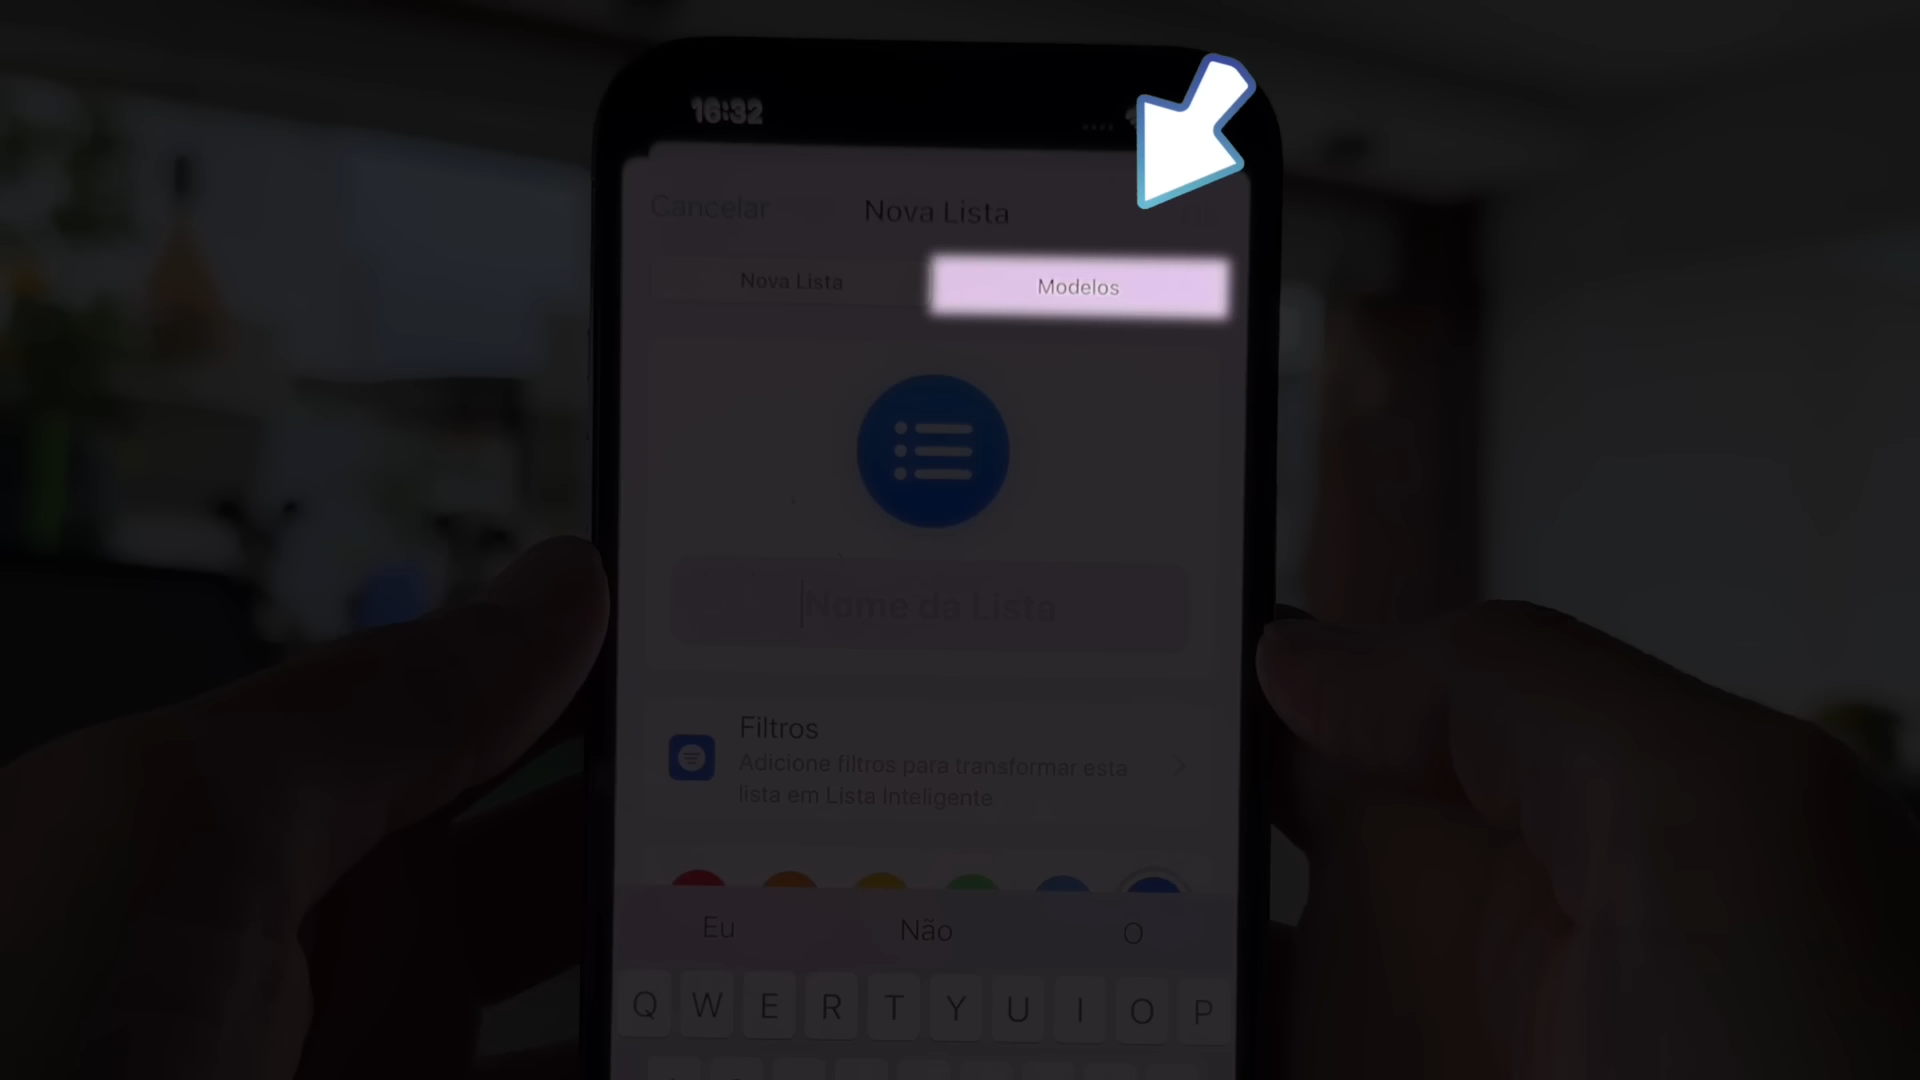 16:32
Cancelar
Nova Lista
Nova Lista
Modelos
Nome da Lista
Filtros
Adicione filtros para transformar esta
lista em Lista Inteligente
Eu
Não
O
Q W E R T Y U I O P